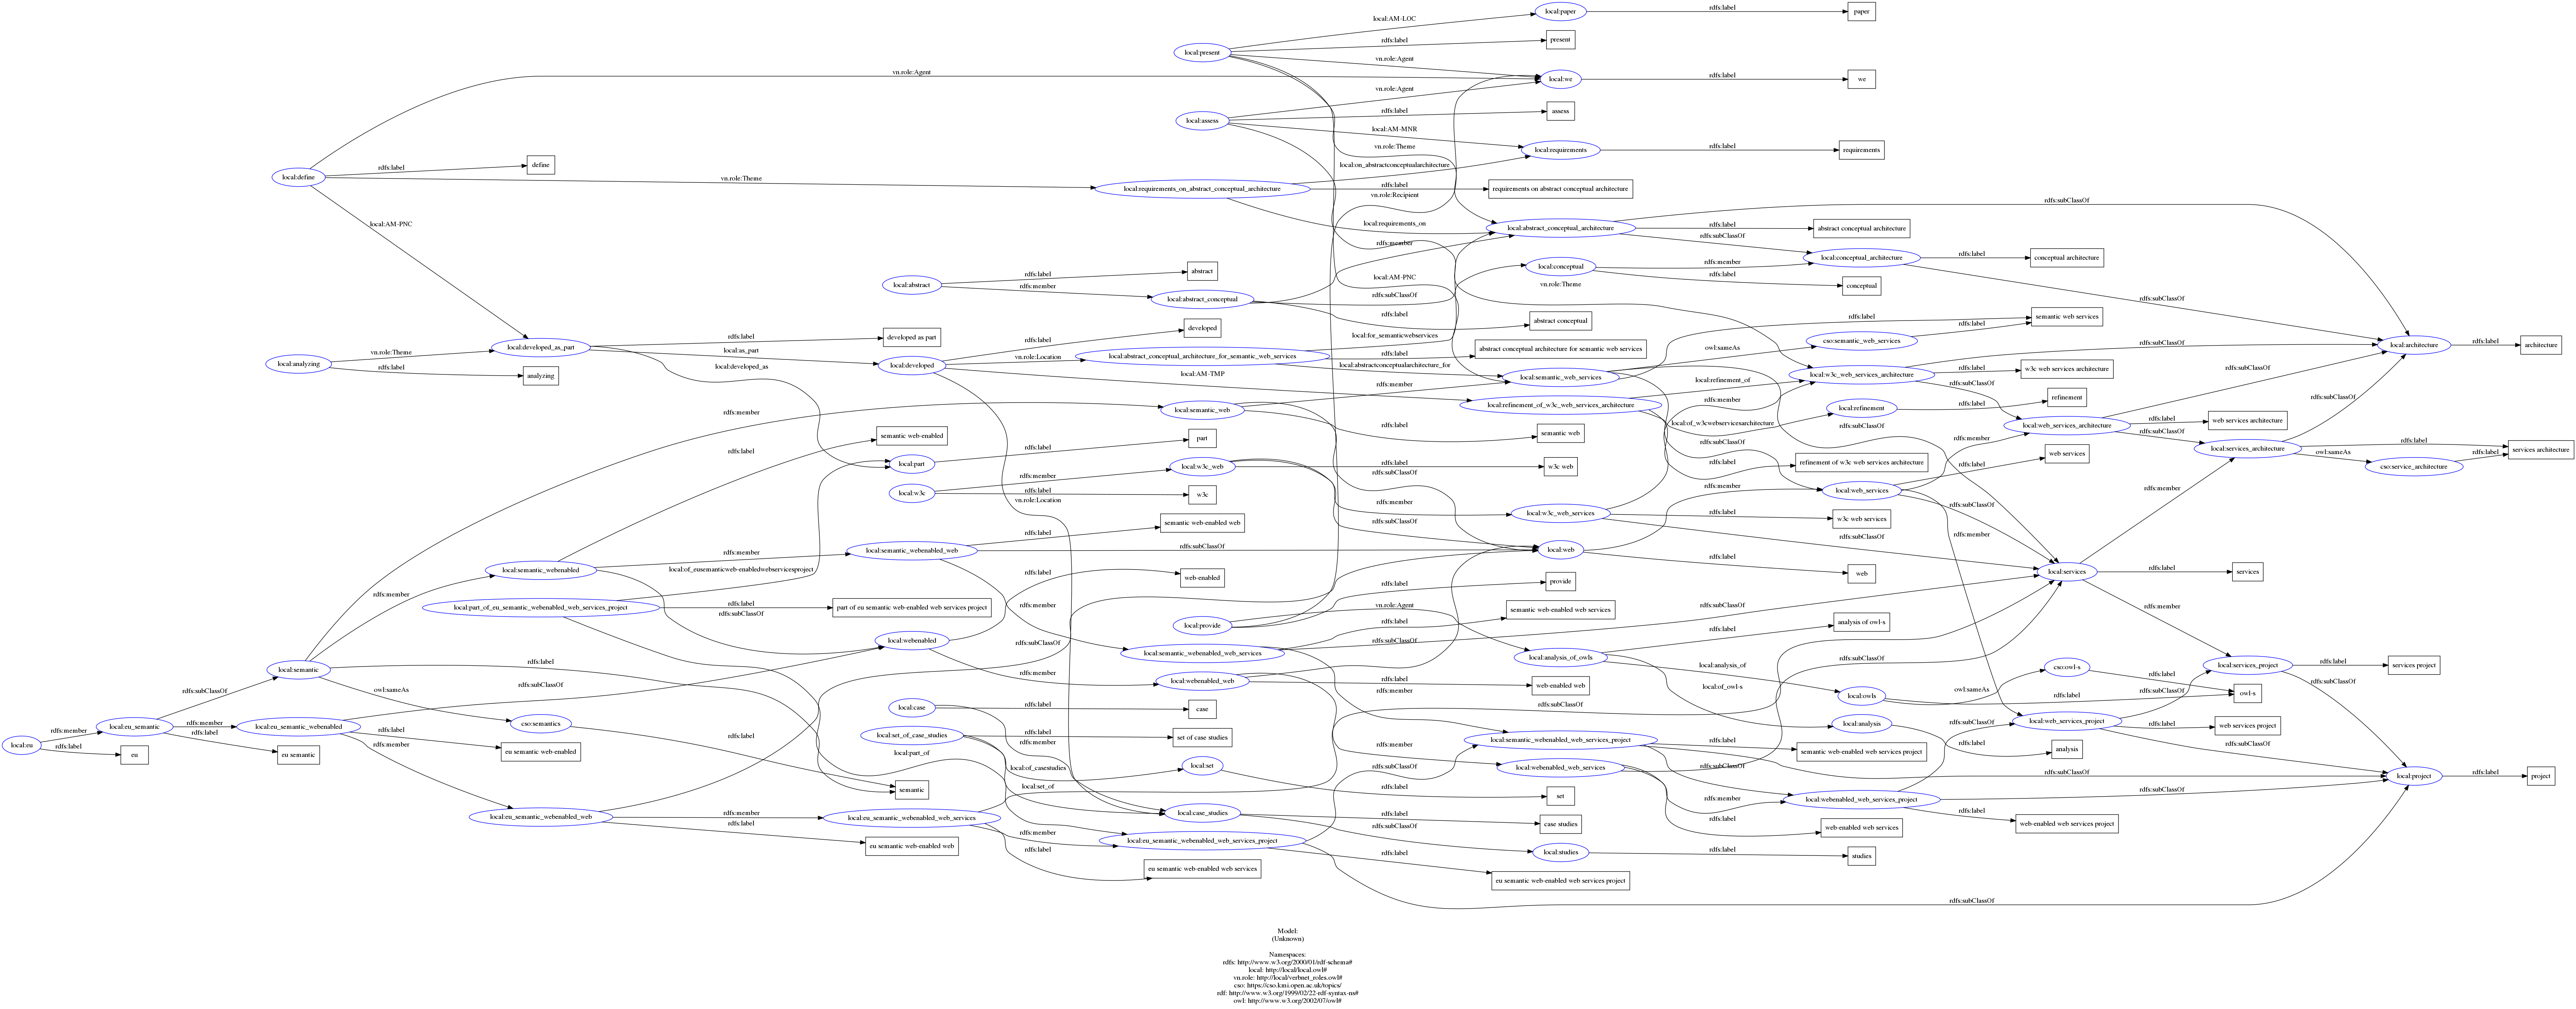 local:paper
rdfs:label
paper
local:AM-LOC
local:present
rdfs:label
present
vn.role:Agent
vn.role:Agent
local:we
rdfs:label
we
vn.role:Agent
local:assess
rdfs:label
assess
local:AM-MNR
vn.role:Theme
local:requirements
rdfs:label
requirements
rdfs:label
define
local:define
vn.role:Theme
local:on_abstractconceptualarchitecture
local:requirements_on_abstract_conceptual_architecture
rdfs:label
requirements on abstract conceptual architecture
vn.role:Recipient
rdfs:subClassOf
local:AM-PNC
local:requirements_on
local:abstract_conceptual_architecture
rdfs:label
abstract conceptual architecture
rdfs:subClassOf
rdfs:member
local:conceptual_architecture
rdfs:label
conceptual architecture
local:conceptual
rdfs:member
rdfs:label
abstract
rdfs:label
local:abstract
rdfs:member
local:AM-PNC
vn.role:Theme
conceptual
local:abstract_conceptual
rdfs:subClassOf
rdfs:subClassOf
rdfs:label
abstract conceptual
rdfs:label
semantic web services
rdfs:label
developed
local:for_semanticwebservices
cso:semantic_web_services
rdfs:label
rdfs:label
developed as part
local:developed_as_part
local:as_part
vn.role:Theme
local:analyzing
rdfs:label
analyzing
vn.role:Location
local:abstract_conceptual_architecture_for_semantic_web_services
rdfs:label
abstract conceptual architecture for semantic web services
owl:sameAs
rdfs:subClassOf
local:architecture
rdfs:label
architecture
local:developed_as
local:developed
local:abstractconceptualarchitecture_for
local:AM-TMP
local:semantic_web_services
rdfs:member
local:refinement_of
local:w3c_web_services_architecture
rdfs:label
w3c web services architecture
rdfs:subClassOf
rdfs:subClassOf
rdfs:subClassOf
rdfs:member
local:semantic_web
local:refinement_of_w3c_web_services_architecture
rdfs:member
local:refinement
rdfs:label
refinement
rdfs:label
semantic web
local:of_w3cwebservicesarchitecture
rdfs:subClassOf
local:web_services_architecture
rdfs:label
web services architecture
rdfs:subClassOf
semantic web-enabled
rdfs:label
rdfs:label
part
local:part
rdfs:subClassOf
rdfs:member
local:services_architecture
rdfs:label
services architecture
owl:sameAs
cso:service_architecture
rdfs:label
rdfs:label
web services
rdfs:label
refinement of w3c web services architecture
local:w3c_web
rdfs:label
w3c web
rdfs:subClassOf
rdfs:member
local:w3c
rdfs:label
w3c
vn.role:Location
rdfs:member
local:web_services
rdfs:member
rdfs:subClassOf
rdfs:member
local:w3c_web_services
rdfs:label
w3c web services
rdfs:subClassOf
rdfs:subClassOf
rdfs:member
rdfs:label
semantic web-enabled web
local:semantic_webenabled_web
rdfs:subClassOf
local:web
rdfs:label
web
rdfs:member
local:semantic_webenabled
local:of_eusemanticweb-enabledwebservicesproject
rdfs:label
web-enabled
rdfs:label
provide
local:services
rdfs:label
services
rdfs:member
rdfs:member
local:part_of_eu_semantic_webenabled_web_services_project
rdfs:label
part of eu semantic web-enabled web services project
rdfs:subClassOf
rdfs:member
vn.role:Agent
rdfs:label
semantic web-enabled web services
rdfs:subClassOf
rdfs:member
local:provide
rdfs:label
analysis of owl-s
local:webenabled
rdfs:subClassOf
rdfs:subClassOf
local:semantic_webenabled_web_services
local:analysis_of_owls
local:analysis_of
rdfs:subClassOf
local:services_project
rdfs:label
services project
cso:owl-s
rdfs:label
local:semantic
rdfs:label
rdfs:member
local:webenabled_web
rdfs:label
web-enabled web
rdfs:member
local:of_owl-s
local:owls
owl:sameAs
rdfs:label
rdfs:subClassOf
owl-s
rdfs:subClassOf
rdfs:subClassOf
owl:sameAs
rdfs:subClassOf
local:case
rdfs:label
case
rdfs:subClassOf
local:analysis
rdfs:subClassOf
local:web_services_project
rdfs:label
web services project
rdfs:member
local:eu_semantic
rdfs:member
local:eu_semantic_webenabled
rdfs:label
eu semantic web-enabled
cso:semantics
rdfs:label
local:set_of_case_studies
rdfs:label
set of case studies
rdfs:member
local:semantic_webenabled_web_services_project
rdfs:label
semantic web-enabled web services project
rdfs:label
analysis
rdfs:subClassOf
local:eu
rdfs:label
eu
rdfs:label
eu semantic
rdfs:member
local:part_of
local:of_casestudies
local:set
rdfs:member
local:webenabled_web_services
rdfs:subClassOf
rdfs:subClassOf
rdfs:subClassOf
local:project
rdfs:label
project
semantic
local:set_of
rdfs:label
set
rdfs:member
local:webenabled_web_services_project
rdfs:subClassOf
local:eu_semantic_webenabled_web
rdfs:member
local:eu_semantic_webenabled_web_services
local:case_studies
rdfs:label
case studies
rdfs:label
web-enabled web services
rdfs:label
web-enabled web services project
rdfs:label
eu semantic web-enabled web
rdfs:member
rdfs:subClassOf
local:eu_semantic_webenabled_web_services_project
local:studies
rdfs:label
studies
rdfs:label
eu semantic web-enabled web services
rdfs:label
eu semantic web-enabled web services project
rdfs:subClassOf
Model:
(Unknown)
Namespaces:
rdfs: http://www.w3.org/2000/01/rdf-schema#
local: http://local/local.owl#
vn.role: http://local/verbnet_roles.owl#
cso: https://cso.kmi.open.ac.uk/topics/
rdf: http://www.w3.org/1999/02/22-rdf-syntax-ns#
owl: http://www.w3.org/2002/07/owl#